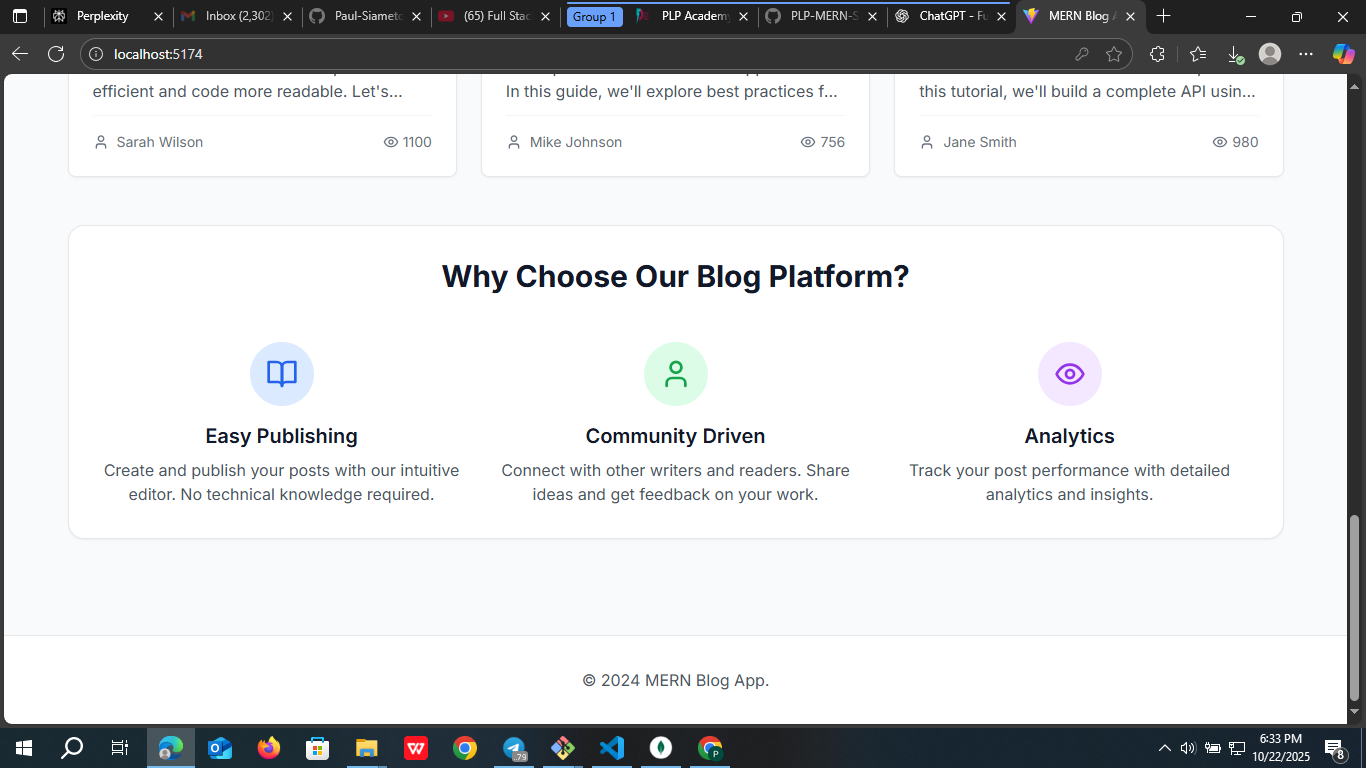 Perplexity
Inbox (2,302)
Paul-Siameto
(65) Full Stac
Group 1
PLP Academy
PLP-MERN-S
ChatGPT - Fu
MERN Blog A
localhost:5174
efficient and code more readable. Let's...
In this guide, we'll explore best practices f...
this tutorial, we'll build a complete API usin...
Sarah Wilson
1100
Mike Johnson
756
Jane Smith
980
Why Choose Our Blog Platform?
Easy Publishing
Create and publish your posts with our intuitive
editor. No technical knowledge required.
Community Driven
Connect with other writers and readers. Share
ideas and get feedback on your work.
Analytics
Track your post performance with detailed
analytics and insights.
© 2024 MERN Blog App.
79
6:33 PM
10/22/2025
8